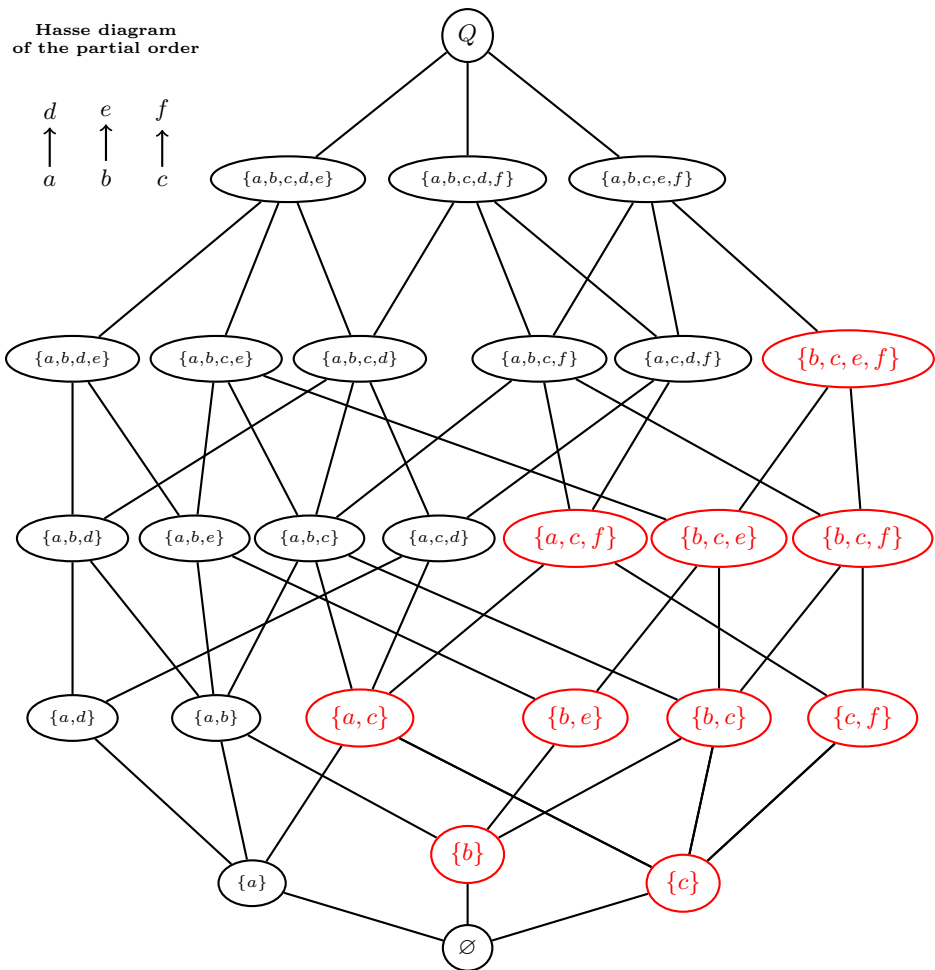 Hasse diagram
of the partial order
Q
d e f
a b c
{a,b,c,d,e} {a,b,c,d,f} {a,b,c,e,f}
{a,b,d,e} {a,b,c,e} {a,b,c,d} {a,b,c,f} {a,c,d,f} {b, c, e, f}
{a,b,d} {a,b,e} {a,b,c} {a,c,d} {a, c, f} {b, c, e} {b, c, f}
{a,d} {a,b} {a, c} {b, e} {b, c} {c, f}
{a} {b} {c}
∅